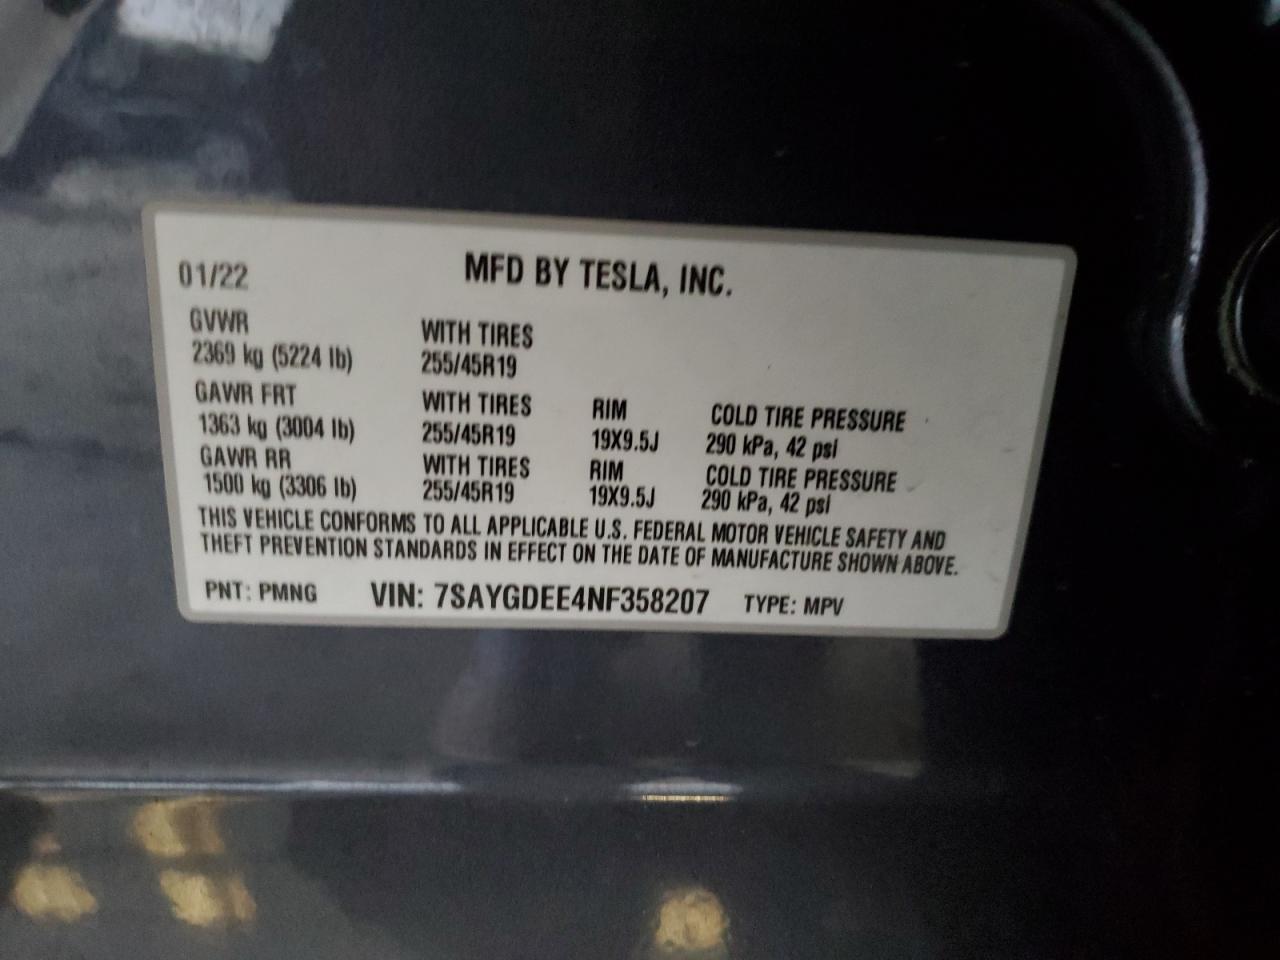 01/22 MFD BY TESLA, INC.
GVWR WITH TIRES
2369 kg (5224 lb) 255/45R19
GAWR FRT WITH TIRES RIM COLD TIRE PRESSURE
1363 kg (3004 lb) 255/45R19 19X9.5J 290 kPa, 42 psi
GAWR RR WITH TIRES RIM COLD TIRE PRESSURE
1500 kg (3306 lb) 255/45R19 19X9.5J 290 kPa, 42 psi
THIS VEHICLE CONFORMS TO ALL APPLICABLE U.S. FEDERAL MOTOR VEHICLE SAFETY AND
THEFT PREVENTION STANDARDS IN EFFECT ON THE DATE OF MANUFACTURE SHOWN ABOVE.
PNT: PMNG VIN: 7SAYGDEE4NF358207 TYPE: MPV